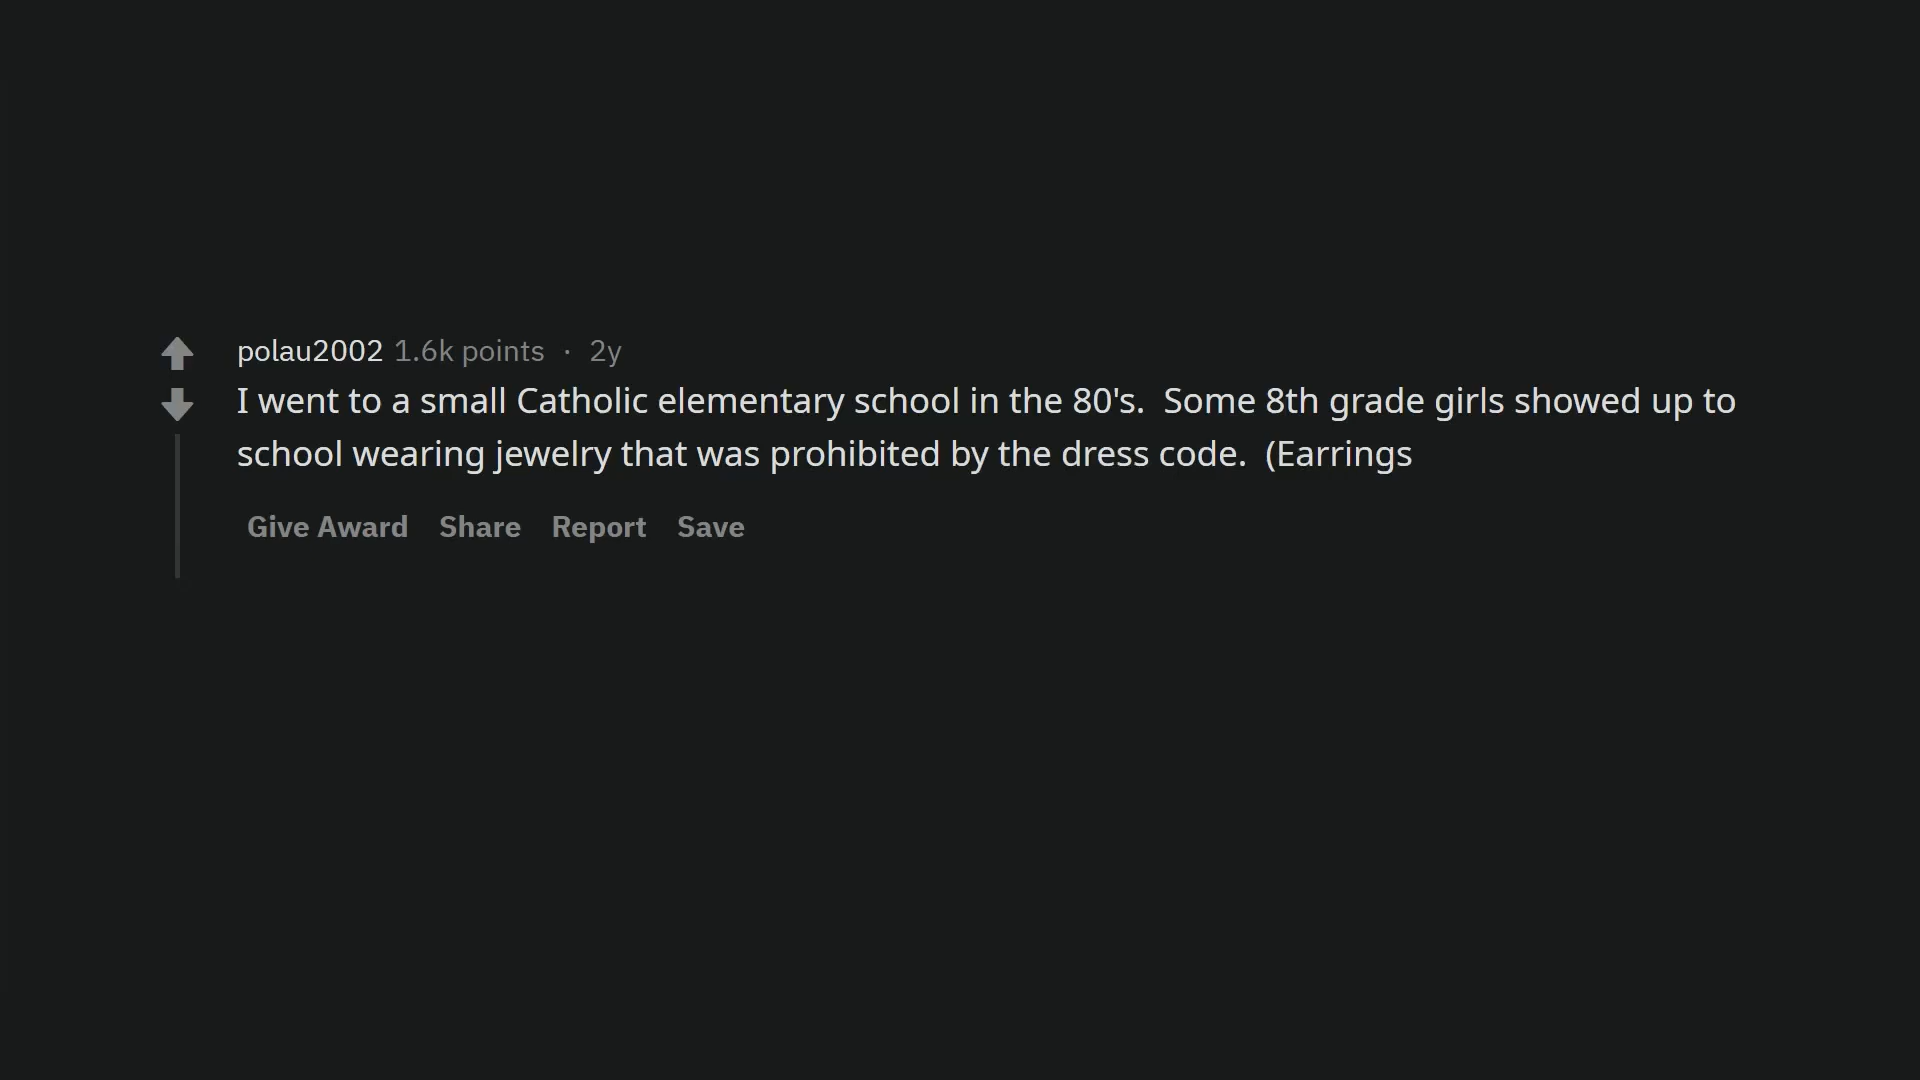 polau2002 1.6k points · 2y
I went to a small Catholic elementary school in the 80's.  Some 8th grade girls showed up to
school wearing jewelry that was prohibited by the dress code.  (Earrings
Give Award Share Report Save